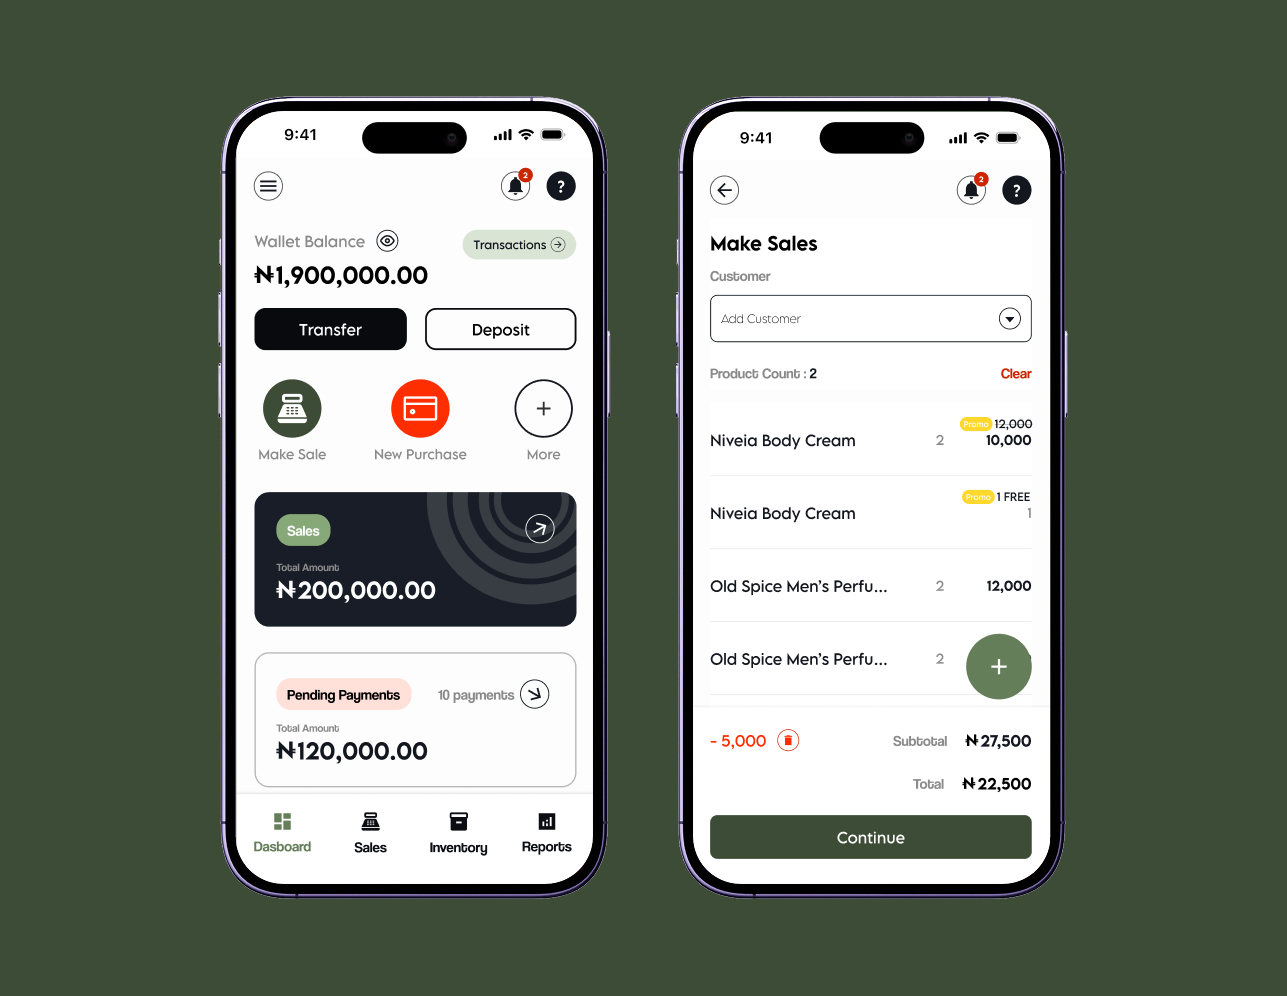 9:41
2
?
Wallet Balance
Transactions
₦1,900,000.00
Transfer
Deposit
Make Sale
New Purchase
More
Sales
Total Amount
₦200,000.00
Pending Payments
10 payments
Total Amount
₦120,000.00
Dasboard
Sales
Inventory
Reports
9:41
2
?
Make Sales
Customer
Add Customer
Product Count : 2
Clear
Promo 12,000
Niveia Body Cream 2 10,000
Promo 1 FREE
Niveia Body Cream 1
Old Spice Men's Perfu... 2 12,000
Old Spice Men's Perfu... 2
- 5,000 Subtotal ₦27,500
Total ₦22,500
Continue